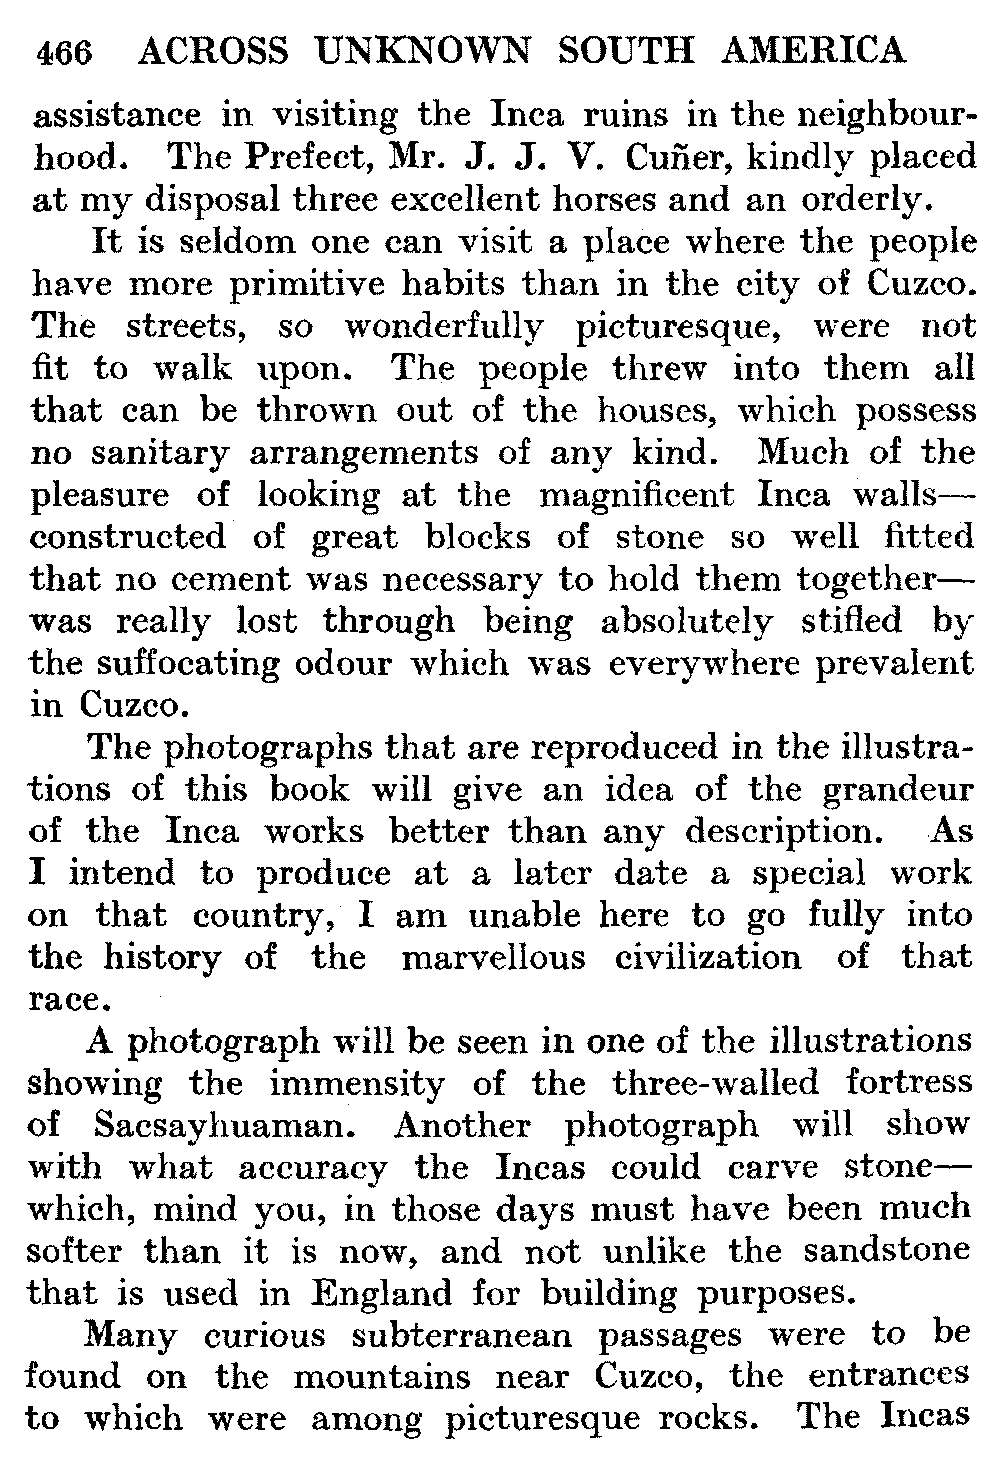 466 ACROSS UNKNOWN SOUTH AMERICA
assistance in visiting the Inca ruins in the neighbour-
hood. The Prefect, Mr. J. J. V. Cuñer, kindly placed
at my disposal three excellent horses and an orderly.
It is seldom one can visit a place where the people
have more primitive habits than in the city of Cuzco.
The streets, so wonderfully picturesque, were not
fit to walk upon. The people threw into them all
that can be thrown out of the houses, which possess
no sanitary arrangements of any kind. Much of the
pleasure of looking at the magnificent Inca walls—
constructed of great blocks of stone so well fitted
that no cement was necessary to hold them together—
was really lost through being absolutely stifled by
the suffocating odour which was everywhere prevalent
in Cuzco.
The photographs that are reproduced in the illustra-
tions of this book will give an idea of the grandeur
of the Inca works better than any description. As
I intend to produce at a later date a special work
on that country, I am unable here to go fully into
the history of the marvellous civilization of that
race.
A photograph will be seen in one of the illustrations
showing the immensity of the three-walled fortress
of Sacsayhuaman. Another photograph will show
with what accuracy the Incas could carve stone—
which, mind you, in those days must have been much
softer than it is now, and not unlike the sandstone
that is used in England for building purposes.
Many curious subterranean passages were to be
found on the mountains near Cuzco, the entrances
to which were among picturesque rocks. The Incas